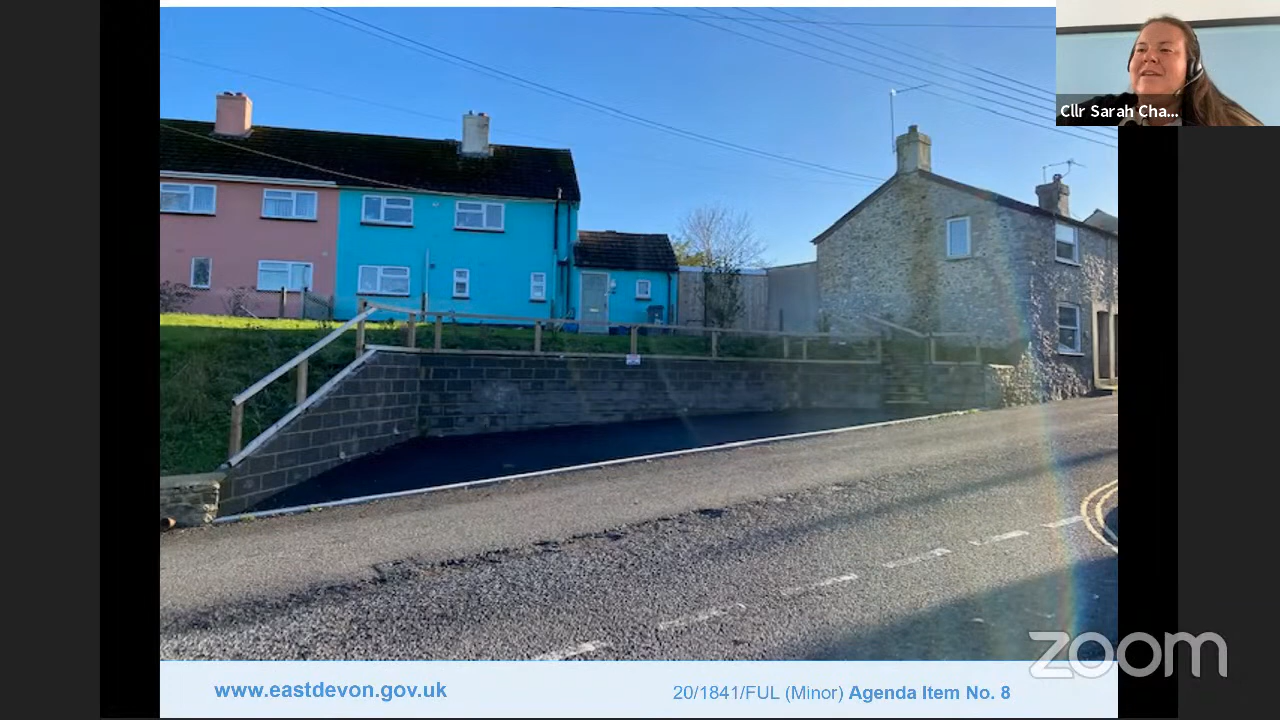 Cllr Sarah Cha...
www.eastdevon.gov.uk
20/1841/FUL (Minor) Agenda Item No. 8
zoom